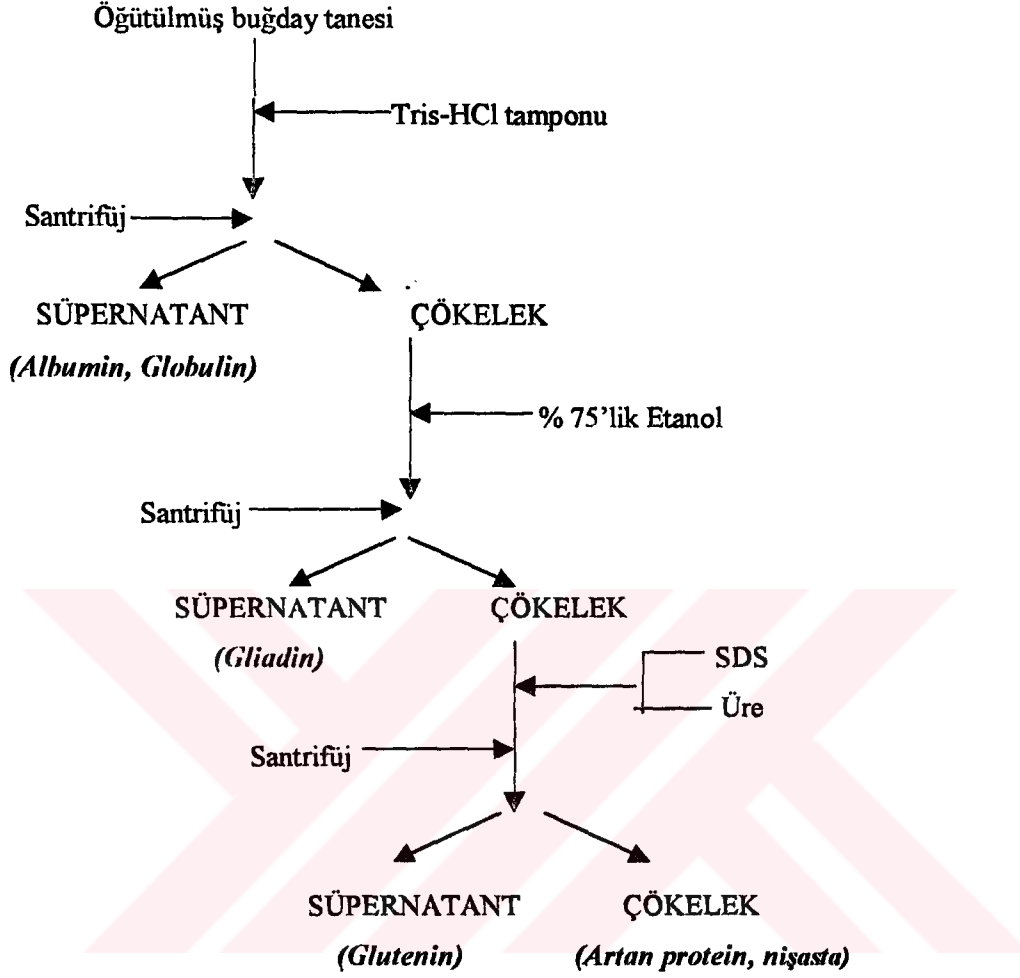 Öğütülmüş buğday tanesi
Tris-HCl tamponu
Santrifüj
SÜPERNATANT ÇÖKELEK
(Albumin, Globulin)
% 75'lik Etanol
Santrifüj
SÜPERNATANT ÇÖKELEK
(Gliadin)
SDS
Üre
Santrifüj
SÜPERNATANT ÇÖKELEK
(Glutenin) (Artan protein, nişasta)